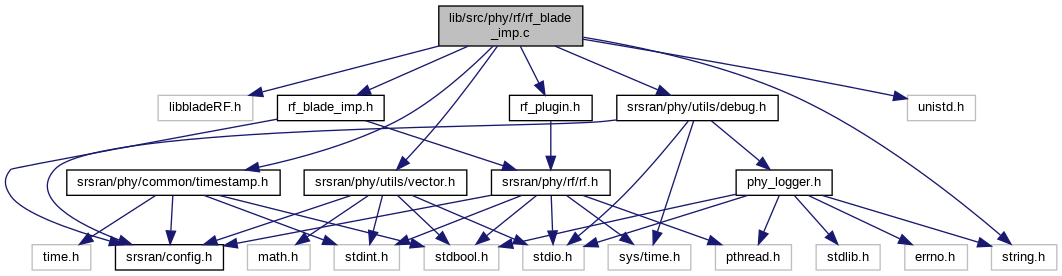 lib/src/phy/rf/rf_blade
_imp.c
libbladeRF.h
rf_blade_imp.h
rf_plugin.h
srsran/phy/utils/debug.h
unistd.h
srsran/phy/common/timestamp.h
srsran/phy/utils/vector.h
srsran/phy/rf/rf.h
phy_logger.h
time.h
srsran/config.h
math.h
stdint.h
stdbool.h
stdio.h
sys/time.h
pthread.h
stdlib.h
errno.h
string.h